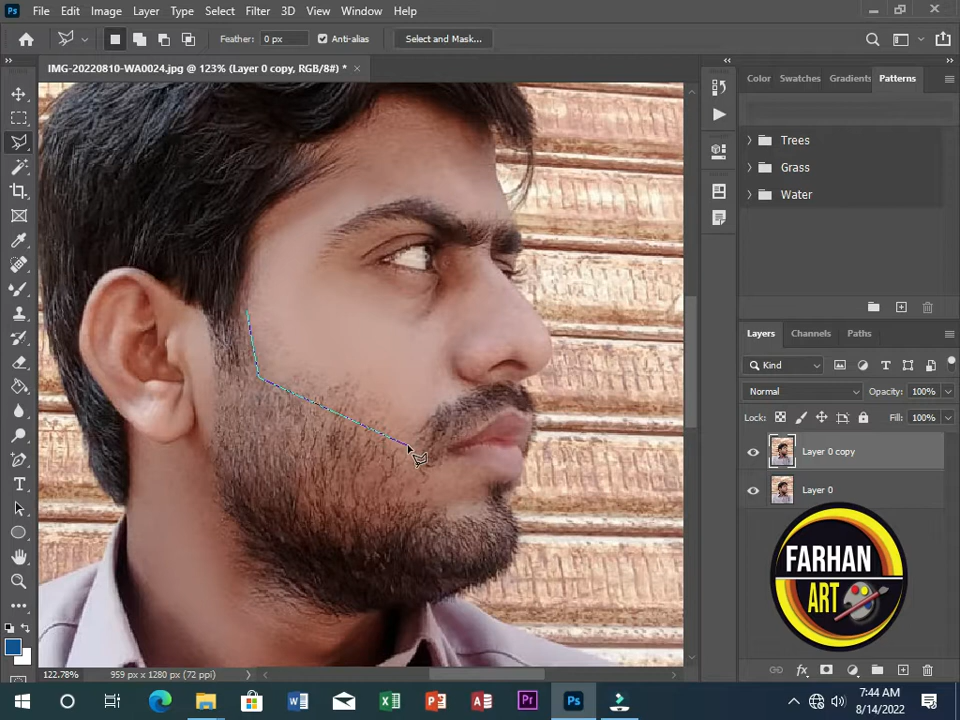 Ps File Edit Image Layer Type Select Filter 3D View Window Help
Feather: 0 px Anti-alias Select and Mask...
IMG-20220810-WA0024.jpg @ 123% (Layer 0 copy, RGB/8#) *
Color Swatches Gradients Patterns
Trees
Grass
Water
Layers Channels Paths
Kind
Normal Opacity: 100%
Lock: Fill: 100%
Layer 0 copy
Layer 0
FARHAN
ART
122.78% 959 px x 1280 px (72 ppi)
7:44 AM
8/14/2022